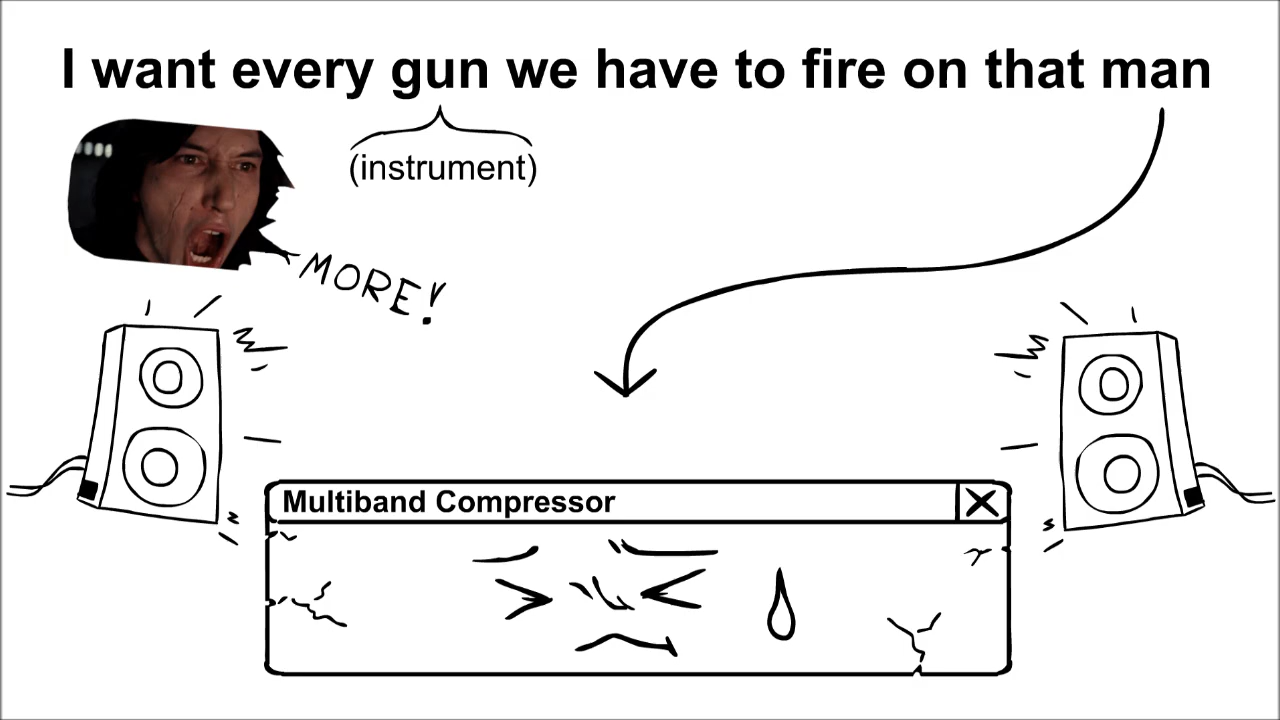 I want every gun we have to fire on that man
(instrument)
MORE!
Multiband Compressor